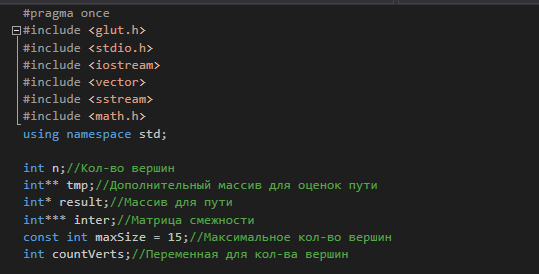 #pragma once
#include <glut.h>
#include <stdio.h>
#include <iostream>
#include <vector>
#include <sstream>
#include <math.h>
using namespace std;
int n;//Кол-во вершин
int** tmp;//Дополнительный массив для оценок пути
int* result;//Массив для пути
int*** inter;//Матрица смежности
const int maxSize = 15;//Максимальное кол-во вершин
int countVerts;//Переменная для кол-ва вершин